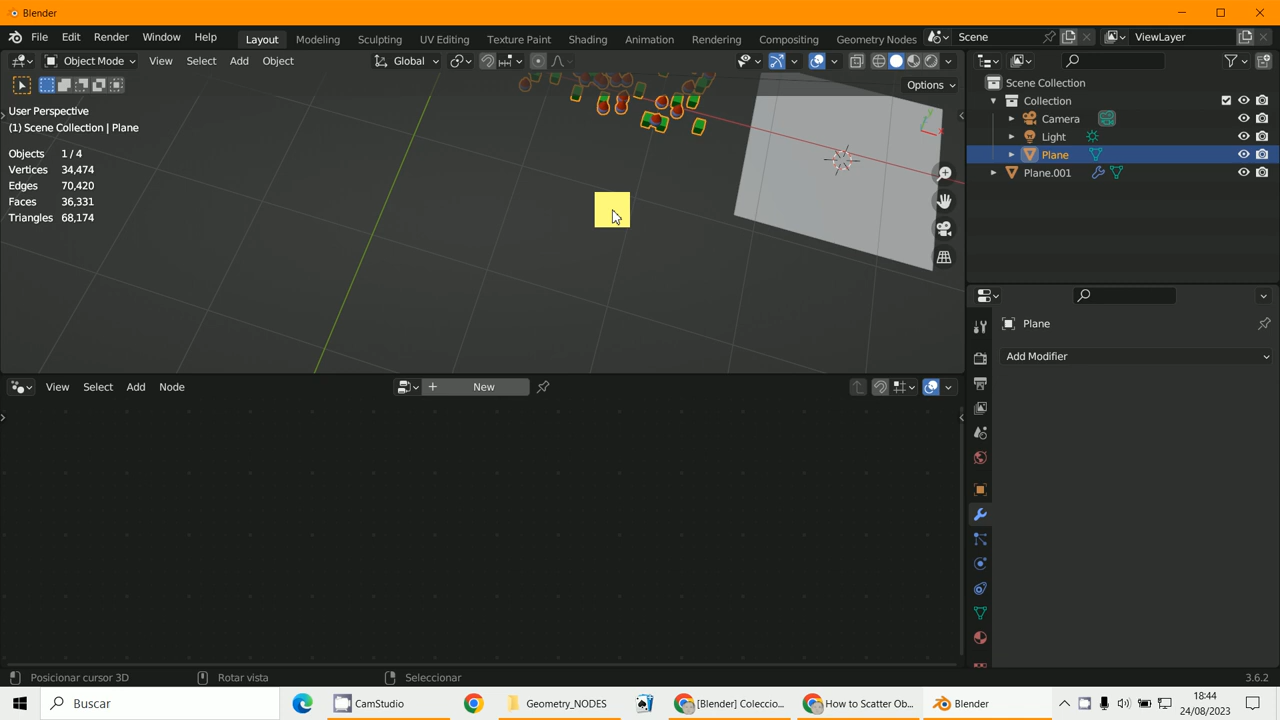 Blender
File Edit Render Window Help Layout Modeling Sculpting UV Editing Texture Paint Shading Animation Rendering Compositing Geometry Nodes Scene ViewLayer
Object Mode View Select Add Object Global
Options
User Perspective
(1) Scene Collection | Plane
Objects 1 / 4
Vertices 34,474
Edges 70,420
Faces 36,331
Triangles 68,174
Scene Collection
Collection
Camera
Light
Plane
Plane.001
Plane
Add Modifier
View Select Add Node New
Posicionar cursor 3D Rotar vista Seleccionar 3.6.2
Buscar CamStudio Geometry_NODES [Blender] Coleccio... How to Scatter Ob... Blender
18:44
24/08/2023